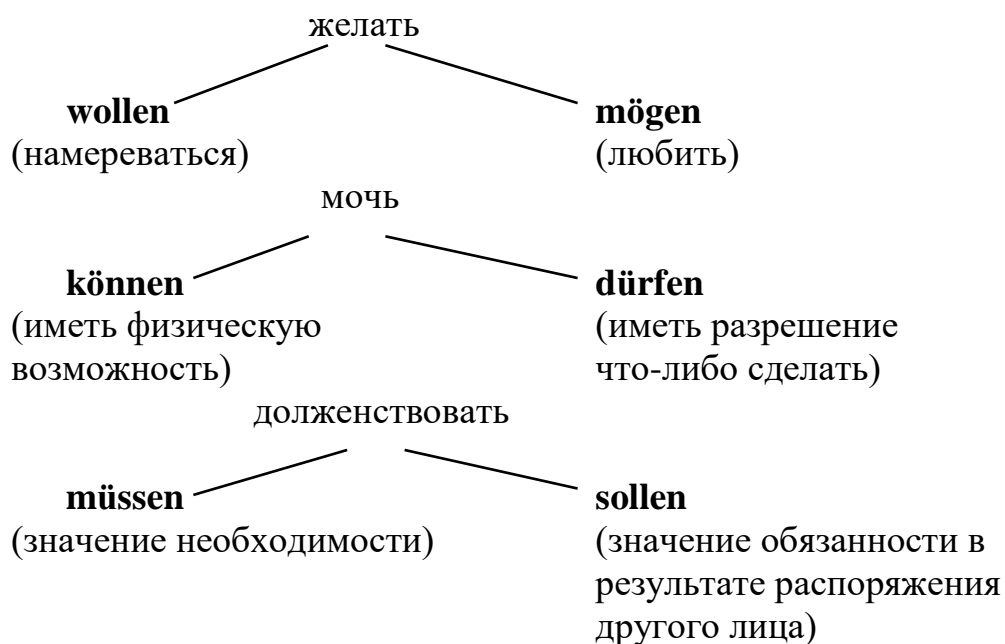 желать
wollen mögen
(намереваться) (любить)
мочь
können dürfen
(иметь физическую (иметь разрешение
возможность) что-либо сделать)
долженствовать
müssen sollen
(значение необходимости) (значение обязанности в
результате распоряжения
другого лица)